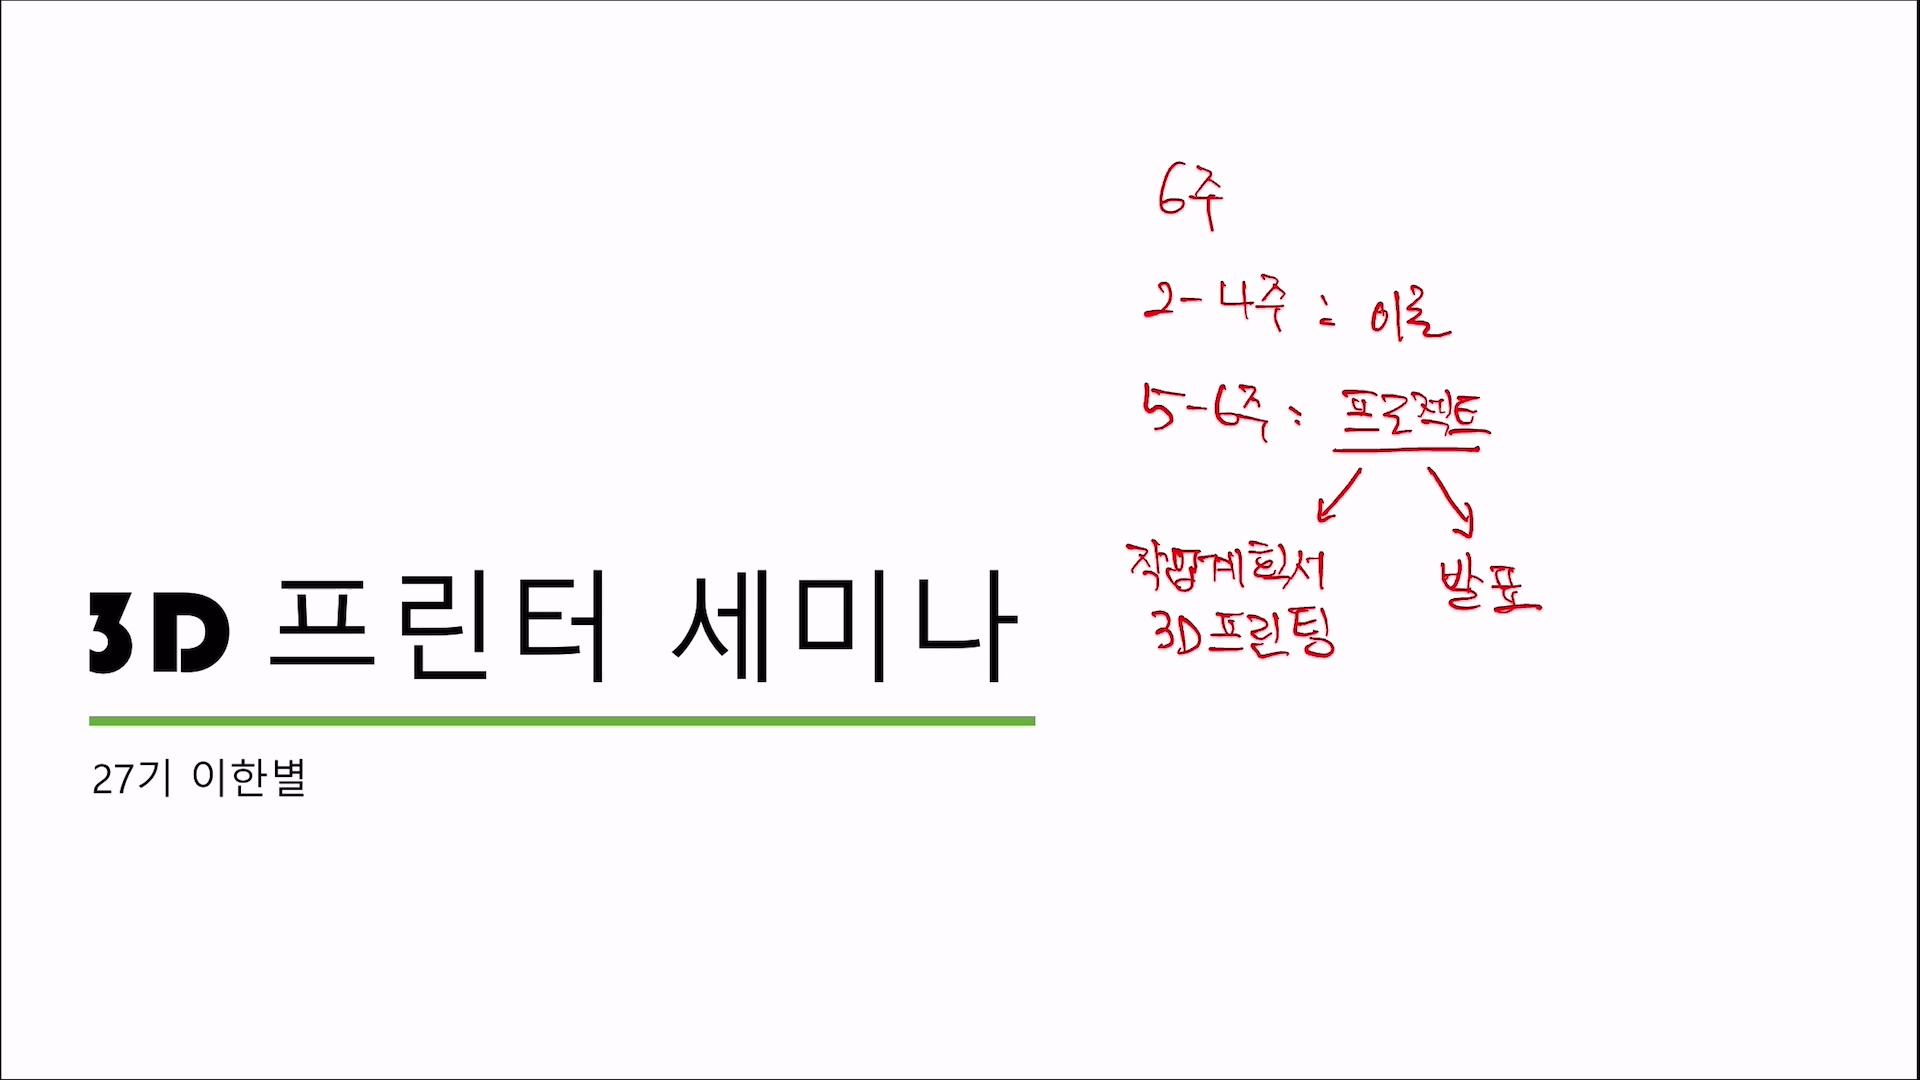 3D 프린터 세미나
27기 이한별
6주
2-4주 : 이론
5-6주 : 프로젝트
작업계획서
3D프린팅
발표